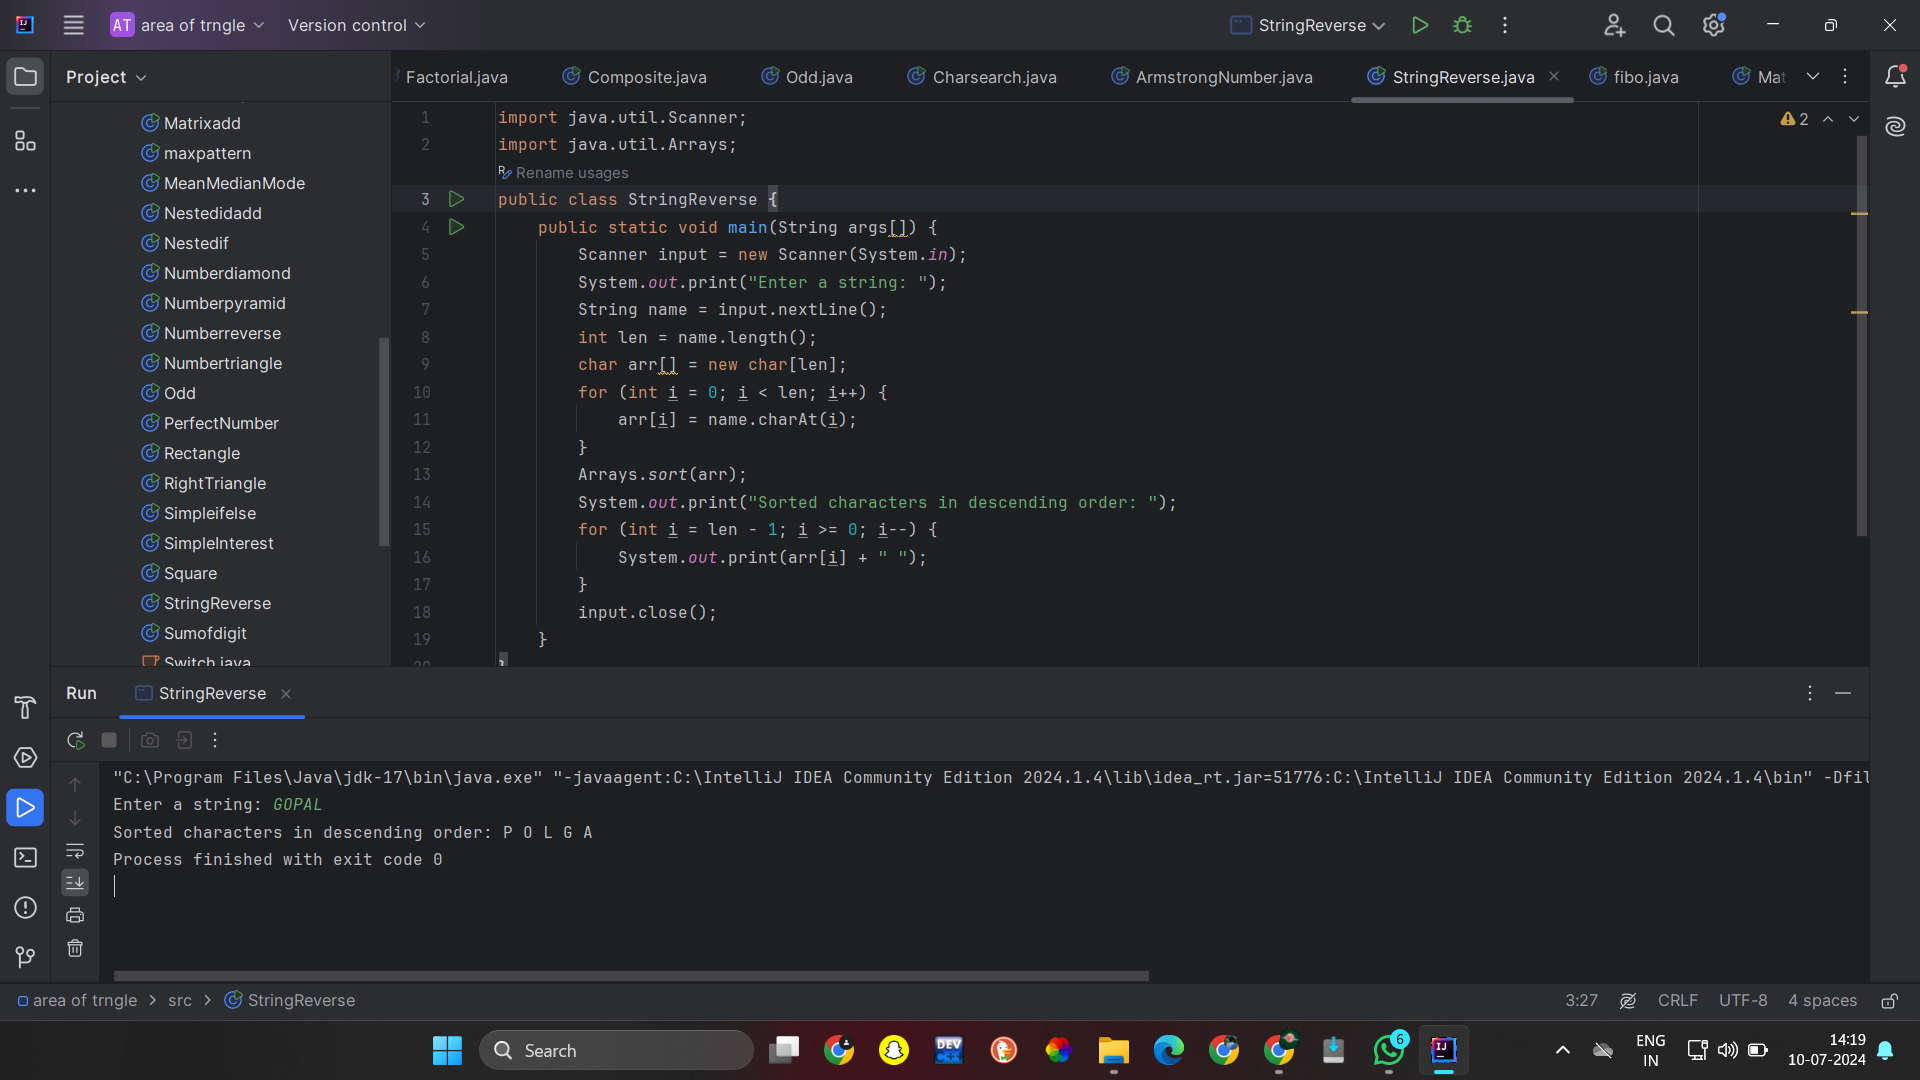 AT area of trngle Version control StringReverse
Project
Factorial.java Composite.java Odd.java Charsearch.java ArmstrongNumber.java StringReverse.java fibo.java Mat
Matrixadd
maxpattern
MeanMedianMode
Nestedidadd
Nestedif
Numberdiamond
Numberpyramid
Numberreverse
Numbertriangle
Odd
PerfectNumber
Rectangle
RightTriangle
Simpleifelse
SimpleInterest
Square
StringReverse
Sumofdigit
Switch.java
2
1 import java.util.Scanner;
2 import java.util.Arrays;
Rename usages
3 public class StringReverse {
4 public static void main(String args[]) {
5 Scanner input = new Scanner(System.in);
6 System.out.print("Enter a string: ");
7 String name = input.nextLine();
8 int len = name.length();
9 char arr[] = new char[len];
10 for (int i = 0; i < len; i++) {
11 arr[i] = name.charAt(i);
12 }
13 Arrays.sort(arr);
14 System.out.print("Sorted characters in descending order: ");
15 for (int i = len - 1; i >= 0; i--) {
16 System.out.print(arr[i] + " ");
17 }
18 input.close();
19 }
20 }
Run StringReverse
"C:\Program Files\Java\jdk-17\bin\java.exe" "-javaagent:C:\IntelliJ IDEA Community Edition 2024.1.4\lib\idea_rt.jar=51776:C:\IntelliJ IDEA Community Edition 2024.1.4\bin" -Dfil
Enter a string: GOPAL
Sorted characters in descending order: P O L G A
Process finished with exit code 0
area of trngle > src > StringReverse 3:27 CRLF UTF-8 4 spaces
Search DEV C++ 6 IJ ENG 14:19
IN 10-07-2024